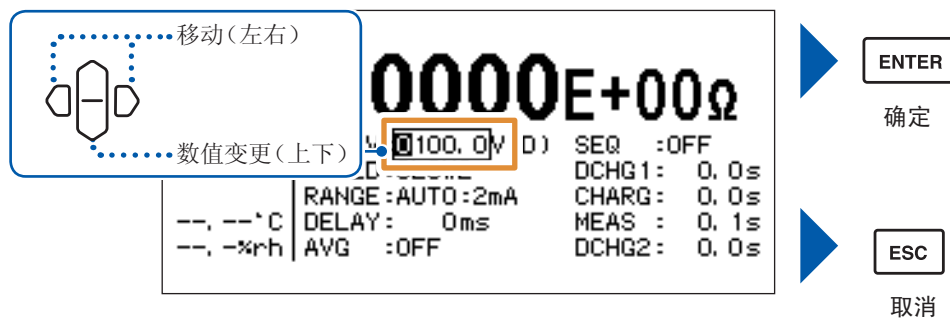 移动(左右)
数值变更(上下)
0000E+00Ω
0100.0V D) SEQ :OFF
DCHG1: 0.0s
RANGE:AUTO:2mA CHARG: 0.0s
--.--°C DELAY: 0ms MEAS : 0.1s
--.-%rh AVG :OFF DCHG2: 0.0s
ENTER
确定
ESC
取消